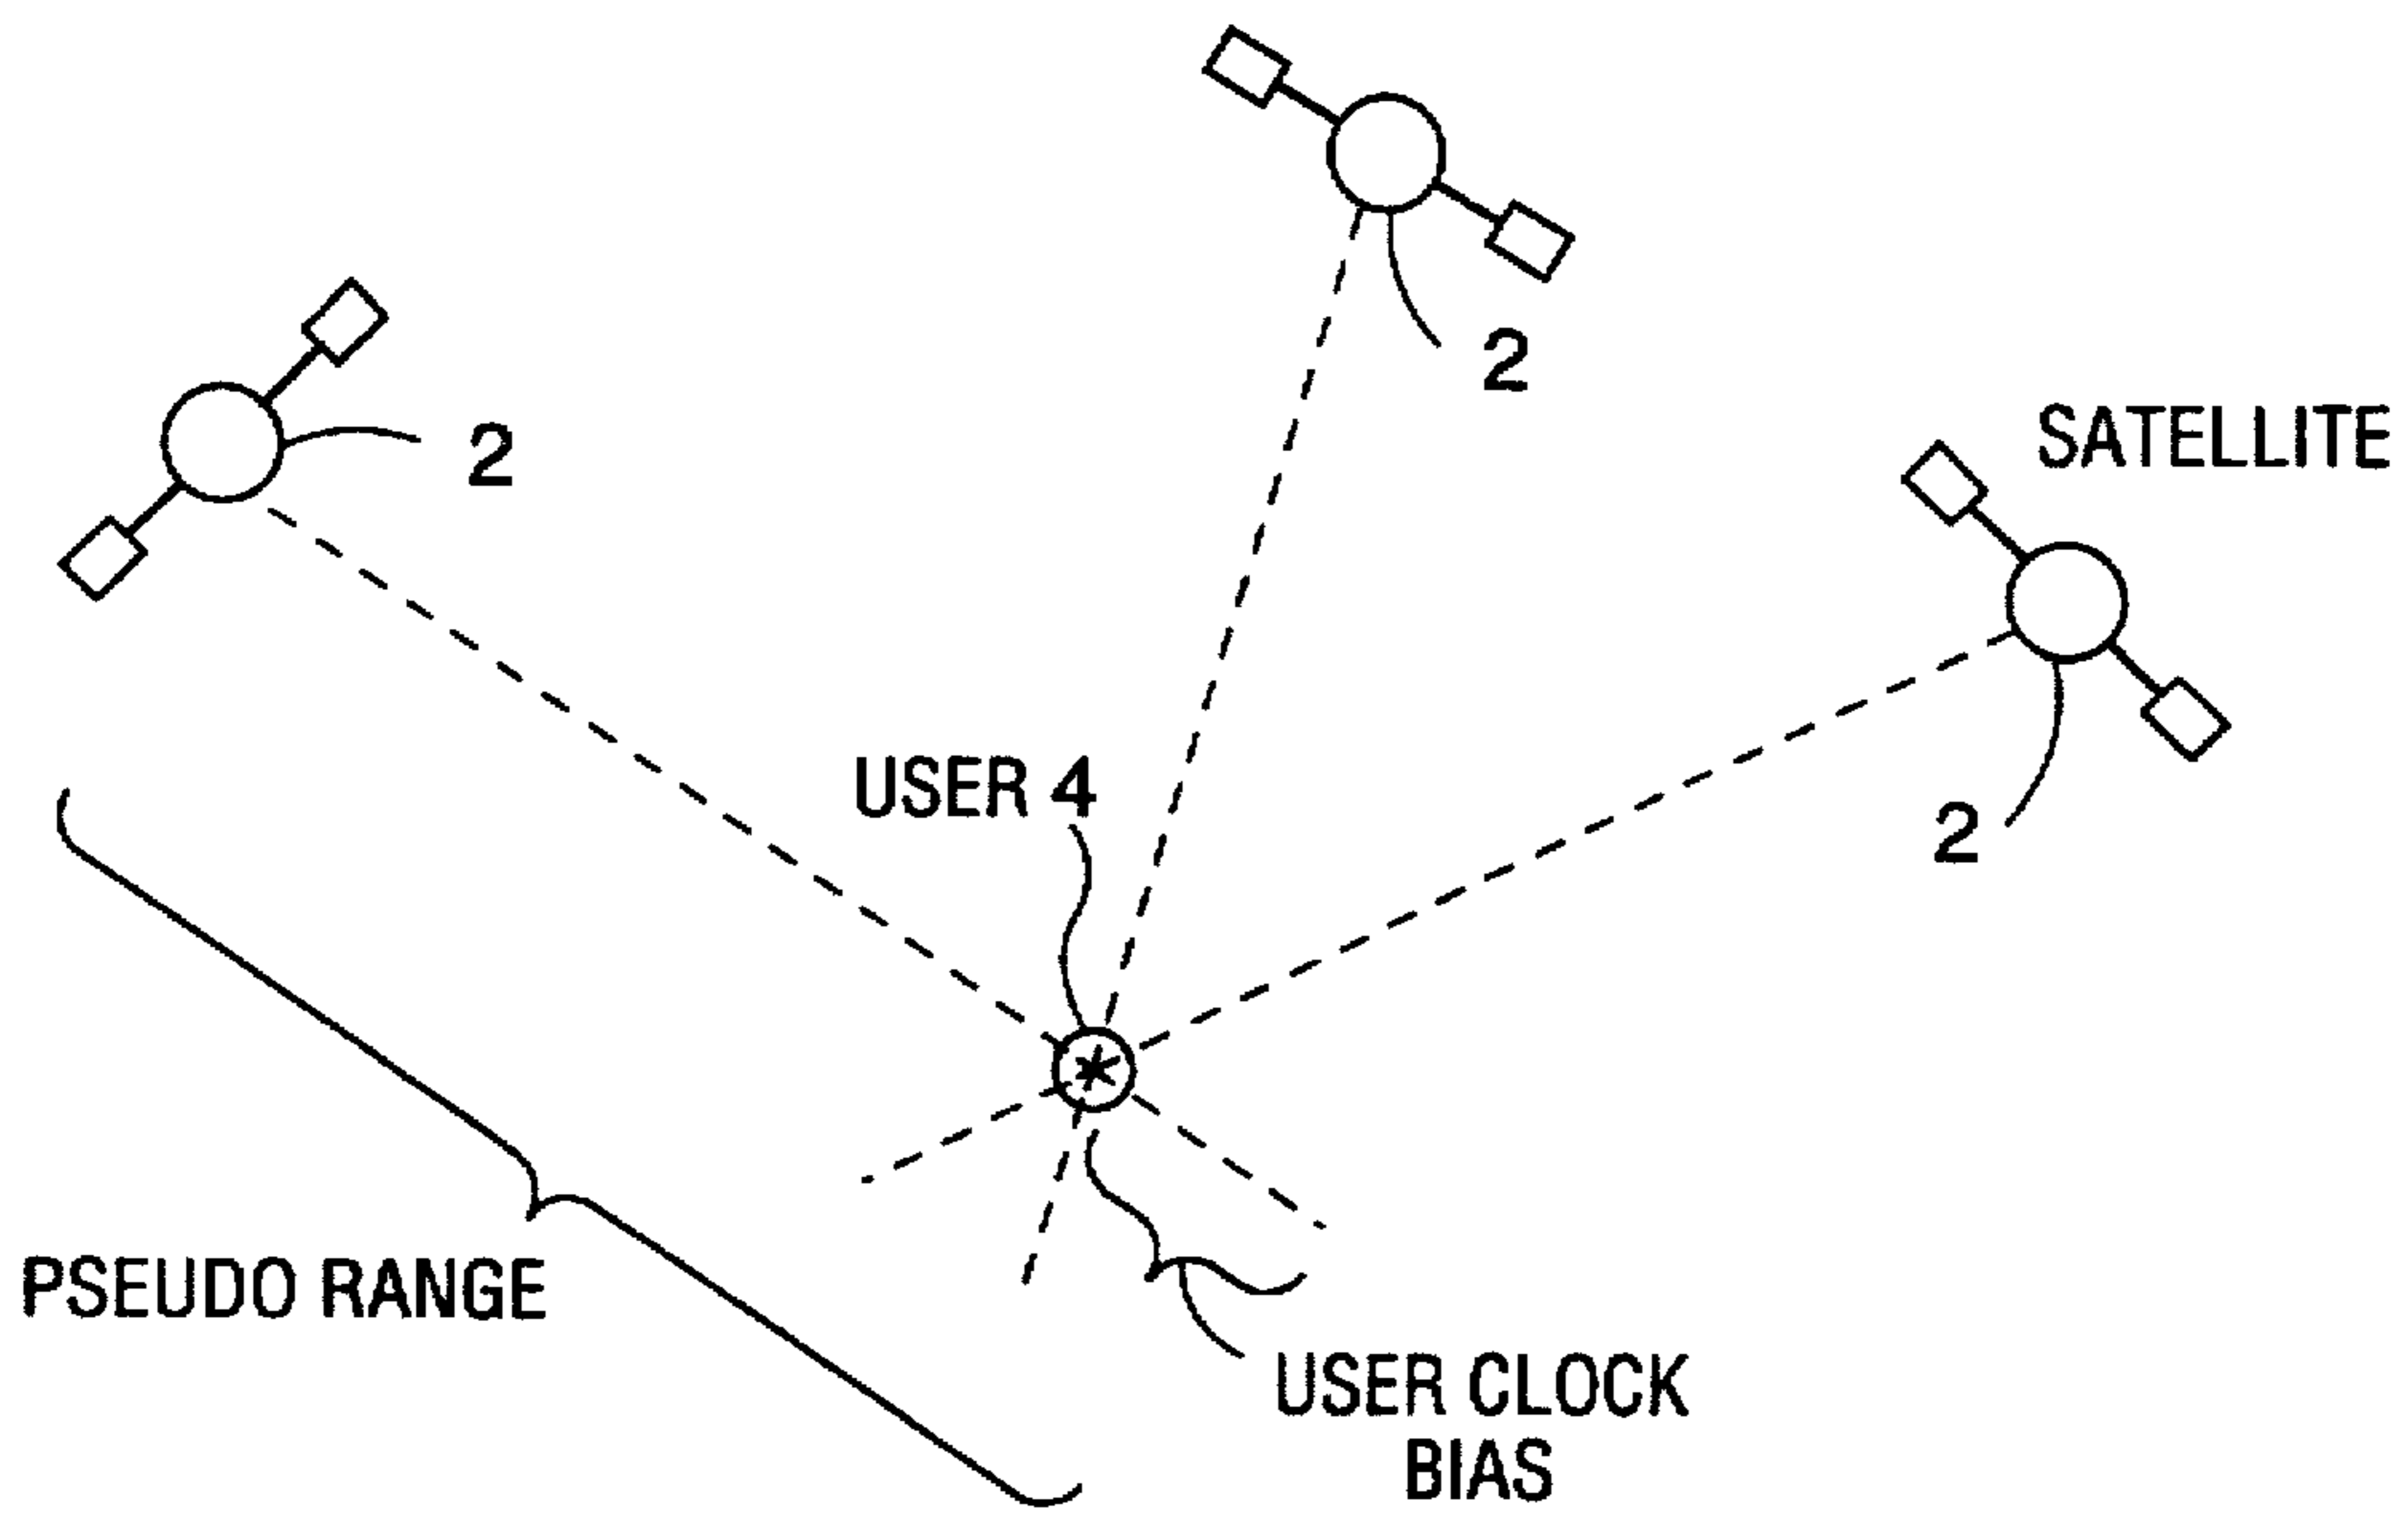 2
2
SATELLITE
USER 4
2
PSEUDO RANGE
USER CLOCK
BIAS